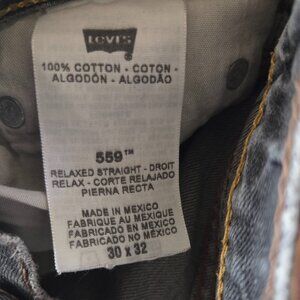 Levi's
100% COTTON - COTON -
ALGODÓN - ALGODÃO
559™
RELAXED STRAIGHT - DROIT
RELAX - CORTE RELAJADO
PIERNA RECTA
MADE IN MEXICO
FABRIQUE AU MEXIQUE
FABRICADO EN MEXICO
FABRICADO NO MÉXICO
30 X 32